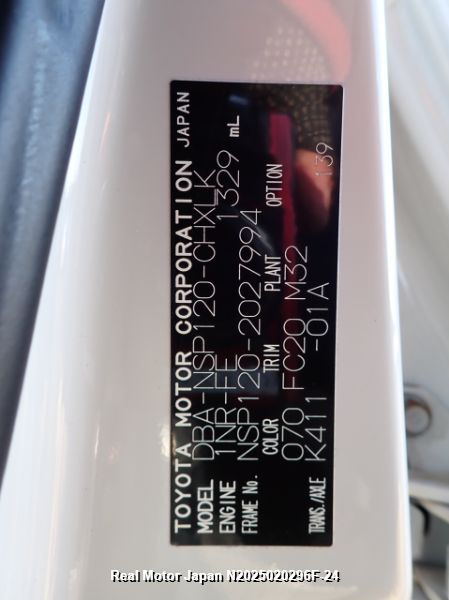 TOYOTA MOTOR CORPORATION JAPAN
MODEL DBA-NSP120-CHXLK
ENGINE 1NR-FE 1329 mL
FRAME No. NSP120-2027994
COLOR TRIM PLANT OPTION
070 FC20 M32 139
TRANS./AXLE K411 -01A
Real Motor Japan N2025020296F-24